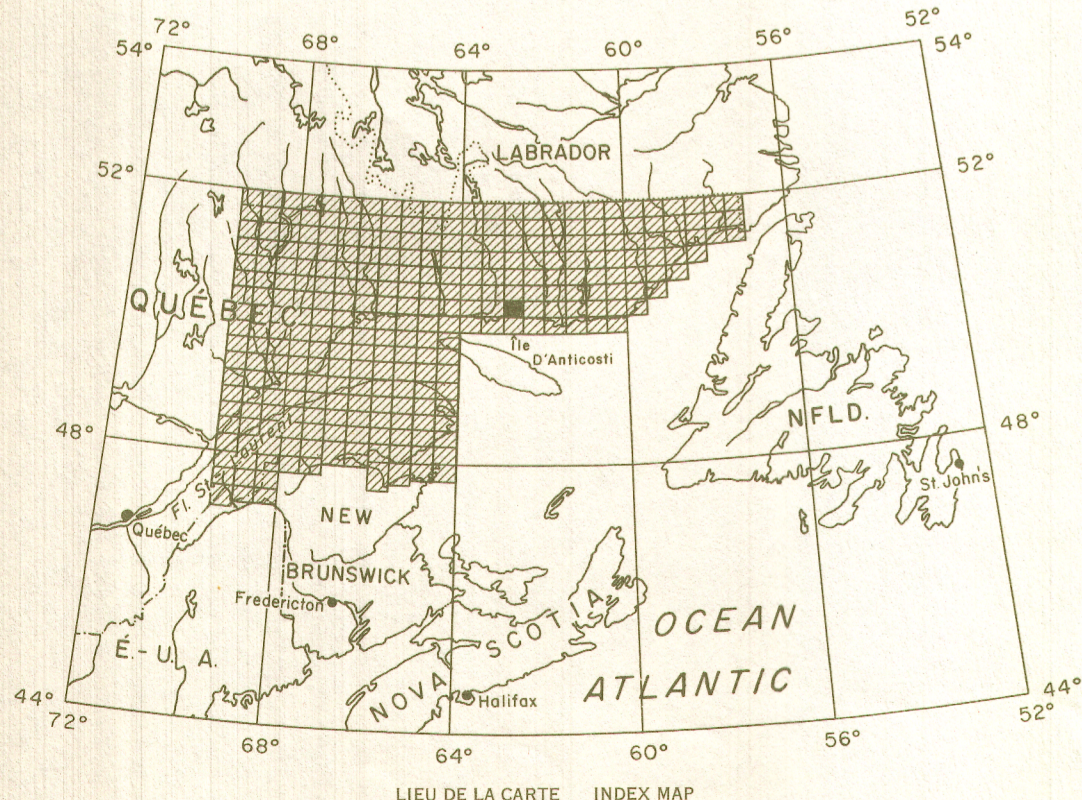 52°
72°
54°
68°
64°
60°
56°
54°
LABRADOR
52°
52°
QUÉBEC
Île
D'Anticosti
NFLD.
48°
48°
Fl. St Laurent
St. John's
Québec
NEW
BRUNSWICK
Fredericton
SCOTIA
OCEAN
É.-U. A.
ATLANTIC
NOVA
Halifax
44°
44°
72°
52°
68°
64°
60°
56°
LIEU DE LA CARTE INDEX MAP